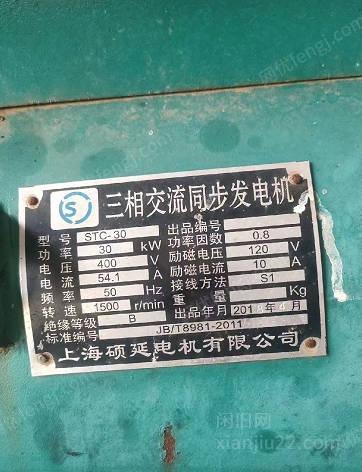 三相交流同步发电机
型号 STC-30 出品编号
功率 30 kW 功率因数 0.8
电压 400 V 励磁电压 120 V
电流 54.1 A 励磁电流 10 A
频率 50 Hz 接线方法 S1
转速 1500 r/min 重量 Kg
绝缘等级 B 出品年月 201 年4月
标准编号 JB/T8981-2011
上海硕延电机有限公司
闲旧网
xianjiu22.com